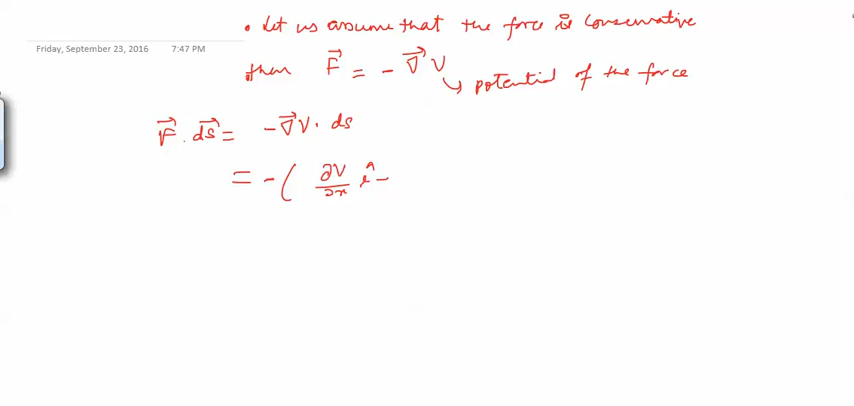 • Let us assume that the force is conservative
Friday, September 23, 2016 7:47 PM
then F⃗ = - ∇⃗ V
↳ potential of the force
F⃗ . ds⃗ = - ∇⃗V . ds
= - ( ∂V/∂x î -